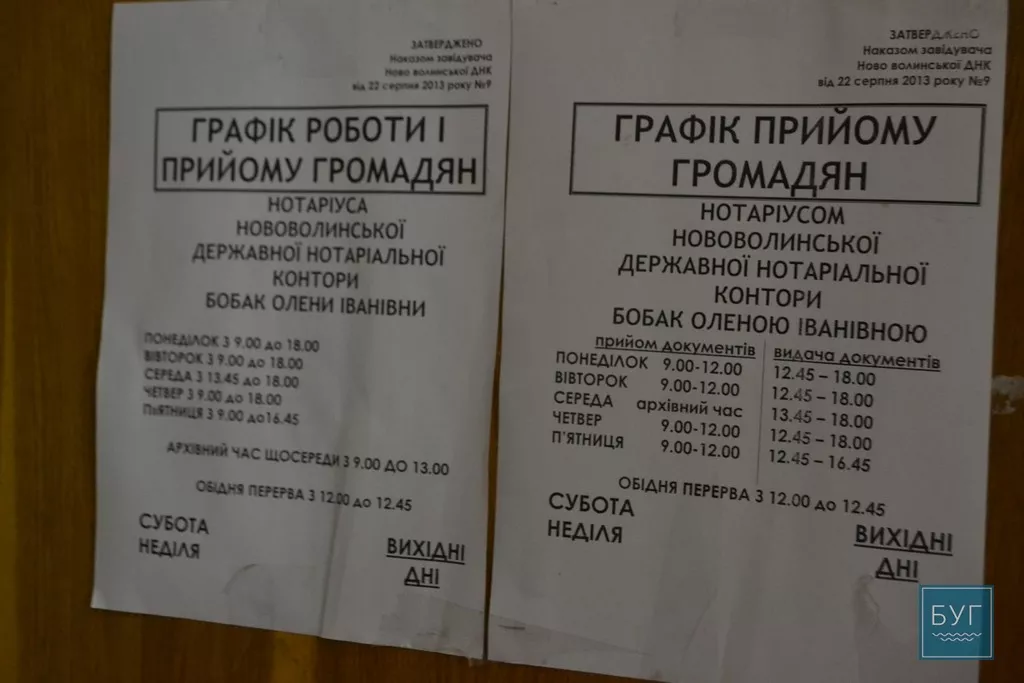 ЗАТВЕРДЖЕНО
Наказом завідувача
Ново волинської ДНК
від 22 серпня 2013 року №9
ГРАФІК РОБОТИ І
ПРИЙОМУ ГРОМАДЯН
НОТАРІУСА
НОВОВОЛИНСЬКОЇ
ДЕРЖАВНОЇ НОТАРІАЛЬНОЇ
КОНТОРИ
БОБАК ОЛЕНИ ІВАНІВНИ
ПОНЕДІЛОК З 9.00 до 18.00
ВІВТОРОК З 9.00 до 18.00
СЕРЕДА З 13.45 до 18.00
ЧЕТВЕР З 9.00 до 18.00
П'ЯТНИЦЯ З 9.00 до16.45
АРХІВНИЙ ЧАС ЩОСЕРЕДИ З 9.00 ДО 13.00
ОБІДНЯ ПЕРЕРВА З 12.00 до 12.45
СУБОТА
НЕДІЛЯ
ВИХІДНІ
ДНІ
ЗАТВЕРДЖЕНО
Наказом завідувача
Ново волинської ДНК
від 22 серпня 2013 року №9
ГРАФІК ПРИЙОМУ
ГРОМАДЯН
НОТАРІУСОМ
НОВОВОЛИНСЬКОЇ
ДЕРЖАВНОЇ НОТАРІАЛЬНОЇ
КОНТОРИ
БОБАК ОЛЕНОЮ ІВАНІВНОЮ
прийом документів видача документів
ПОНЕДІЛОК 9.00-12.00 12.45 – 18.00
ВІВТОРОК 9.00-12.00 12.45 – 18.00
СЕРЕДА архівний час 13.45 – 18.00
ЧЕТВЕР 9.00-12.00 12.45 – 18.00
П'ЯТНИЦЯ 9.00-12.00 12.45 – 16.45
ОБІДНЯ ПЕРЕРВА З 12.00 до 12.45
СУБОТА
НЕДІЛЯ
ВИХІДНІ
ДНІ
БУГ